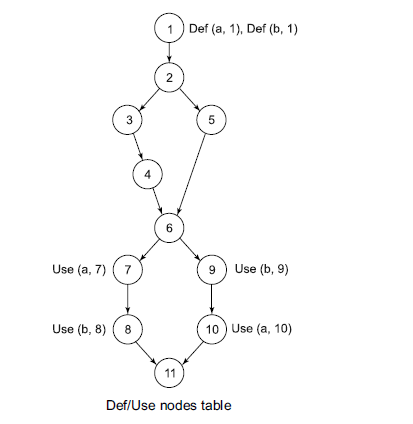 1 Def (a, 1), Def (b, 1)
2
3 5
4
6
Use (a, 7) 7 9 Use (b, 9)
Use (b, 8) 8 10 Use (a, 10)
11
Def/Use nodes table